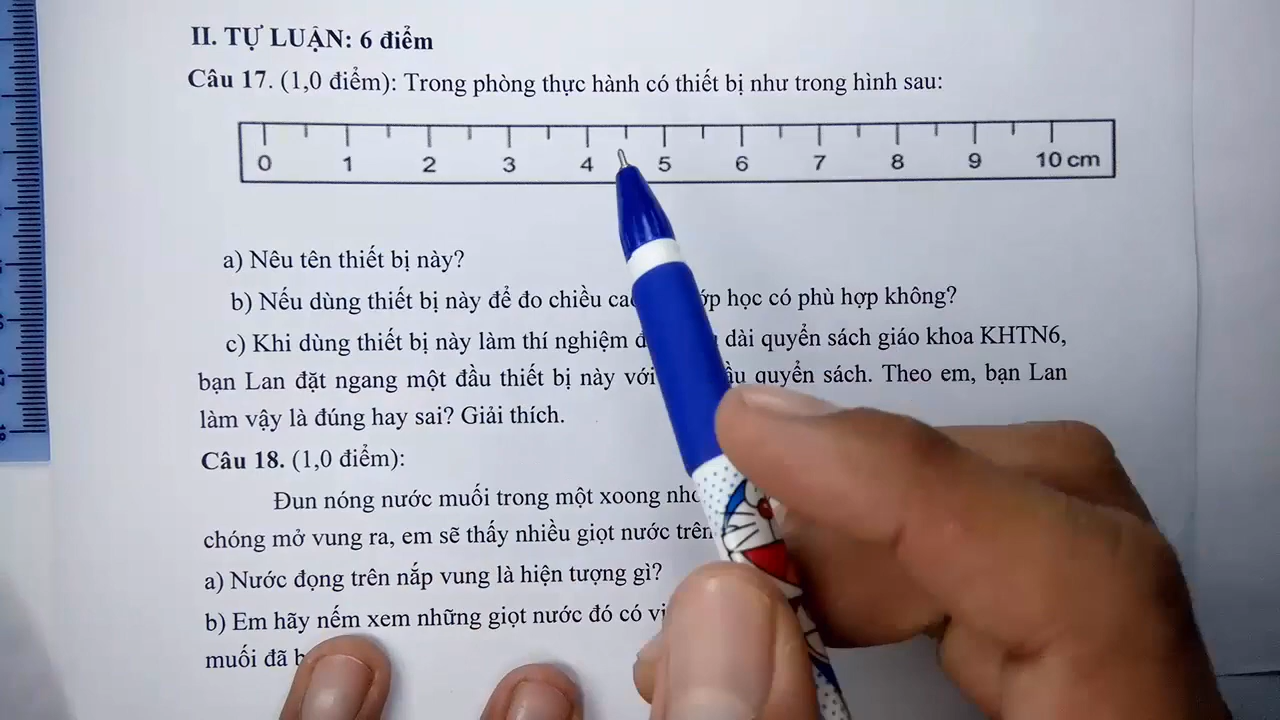 II. TỰ LUẬN: 6 điểm
Câu 17. (1,0 điểm): Trong phòng thực hành có thiết bị như trong hình sau:
0 1 2 3 4 5 6 7 8 9 10 cm
a) Nêu tên thiết bị này?
b) Nếu dùng thiết bị này để đo chiều học có phù hợp không?
c) Khi dùng thiết bị này làm thí nghiệm dài quyển sách giáo khoa KHTN6,
bạn Lan đặt ngang một đầu thiết bị này với quyển sách. Theo em, bạn Lan
làm vậy là đúng hay sai? Giải thích.
Câu 18. (1,0 điểm):
Đun nóng nước muối trong một xoong
chóng mở vung ra, em sẽ thấy nhiều giọt nước trên
a) Nước đọng trên nắp vung là hiện tượng gì?
b) Em hãy nếm xem những giọt nước đó có
muối đã